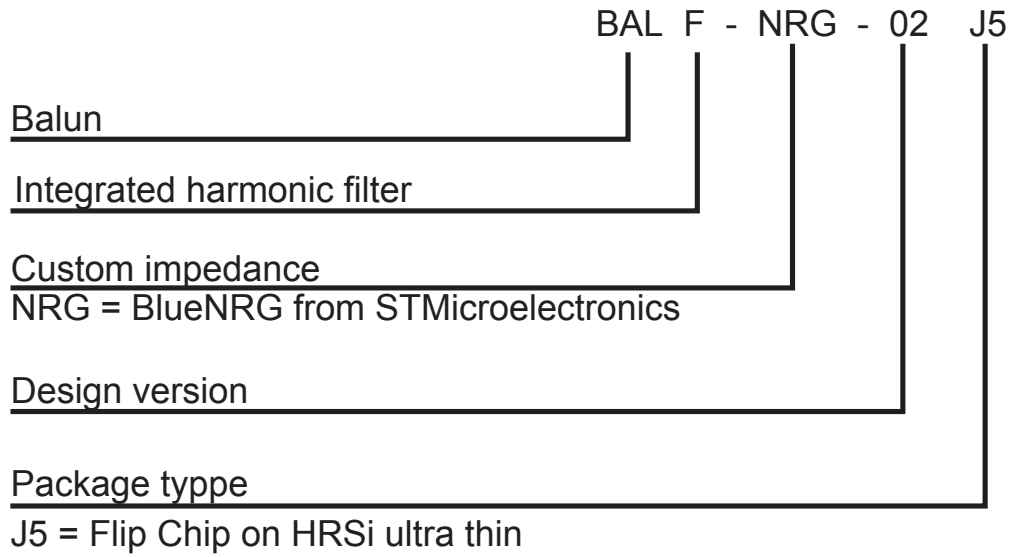 BAL F - NRG - 02 J5
Balun
Integrated harmonic filter
Custom impedance
NRG = BlueNRG from STMicroelectronics
Design version
Package typpe
J5 = Flip Chip on HRSi ultra thin